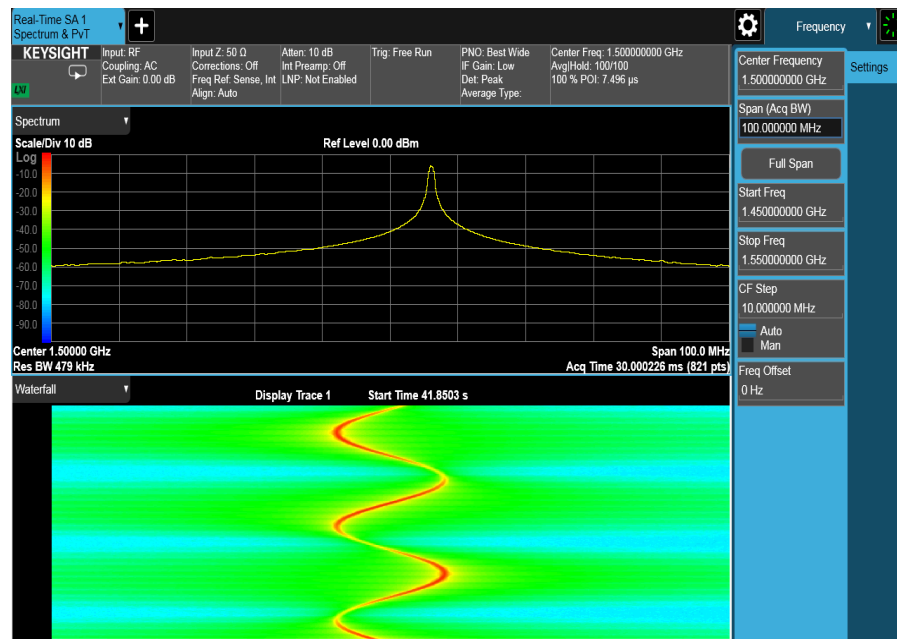 Real-Time SA 1
Spectrum & PvT
+
Frequency
KEYSIGHT
LXI
Input: RF
Coupling: AC
Ext Gain: 0.00 dB
Input Z: 50 Ω
Corrections: Off
Freq Ref: Sense, Int
Align: Auto
Atten: 10 dB
Int Preamp: Off
LNP: Not Enabled
Trig: Free Run
PNO: Best Wide
IF Gain: Low
Det: Peak
Average Type:
Center Freq: 1.500000000 GHz
Avg|Hold: 100/100
100 % POI: 7.496 µs
Center Frequency
1.500000000 GHz
Settings
Span (Acq BW)
100.000000 MHz
Full Span
Start Freq
1.450000000 GHz
Stop Freq
1.550000000 GHz
CF Step
10.000000 MHz
Auto
Man
Freq Offset
0 Hz
Spectrum
Scale/Div 10 dB
Ref Level 0.00 dBm
Log
-10.0
-20.0
-30.0
-40.0
-50.0
-60.0
-70.0
-80.0
-90.0
Center 1.50000 GHz
Span 100.0 MHz
Res BW 479 kHz
Acq Time 30.000226 ms (821 pts)
Waterfall
Display Trace 1
Start Time 41.8503 s